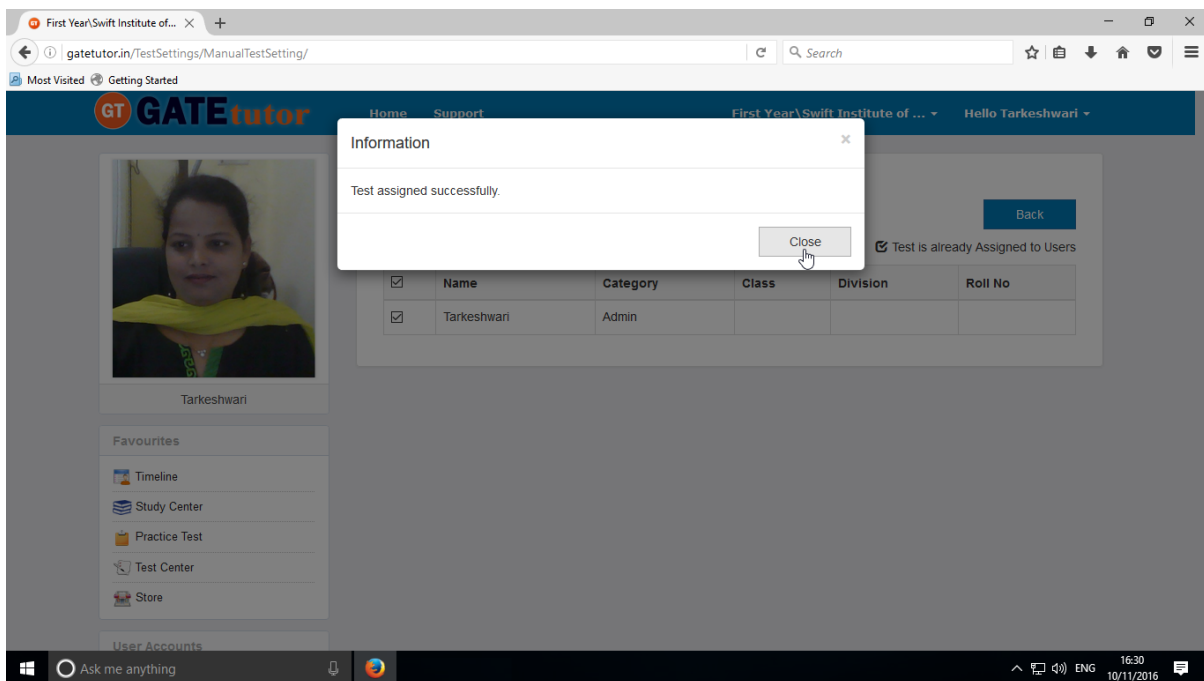 First Year\Swift Institute of...
gatetutor.in/TestSettings/ManualTestSetting/
Search
Most Visited
Getting Started
GT GATEtutor
Home
Support
First Year\Swift Institute of ...
Hello Tarkeshwari
Information
Test assigned successfully.
Close
Back
Test is already Assigned to Users
Name Category Class Division Roll No
Tarkeshwari Admin
Tarkeshwari
Favourites
Timeline
Study Center
Practice Test
Test Center
Store
User Accounts
Ask me anything
ENG
16:30
10/11/2016